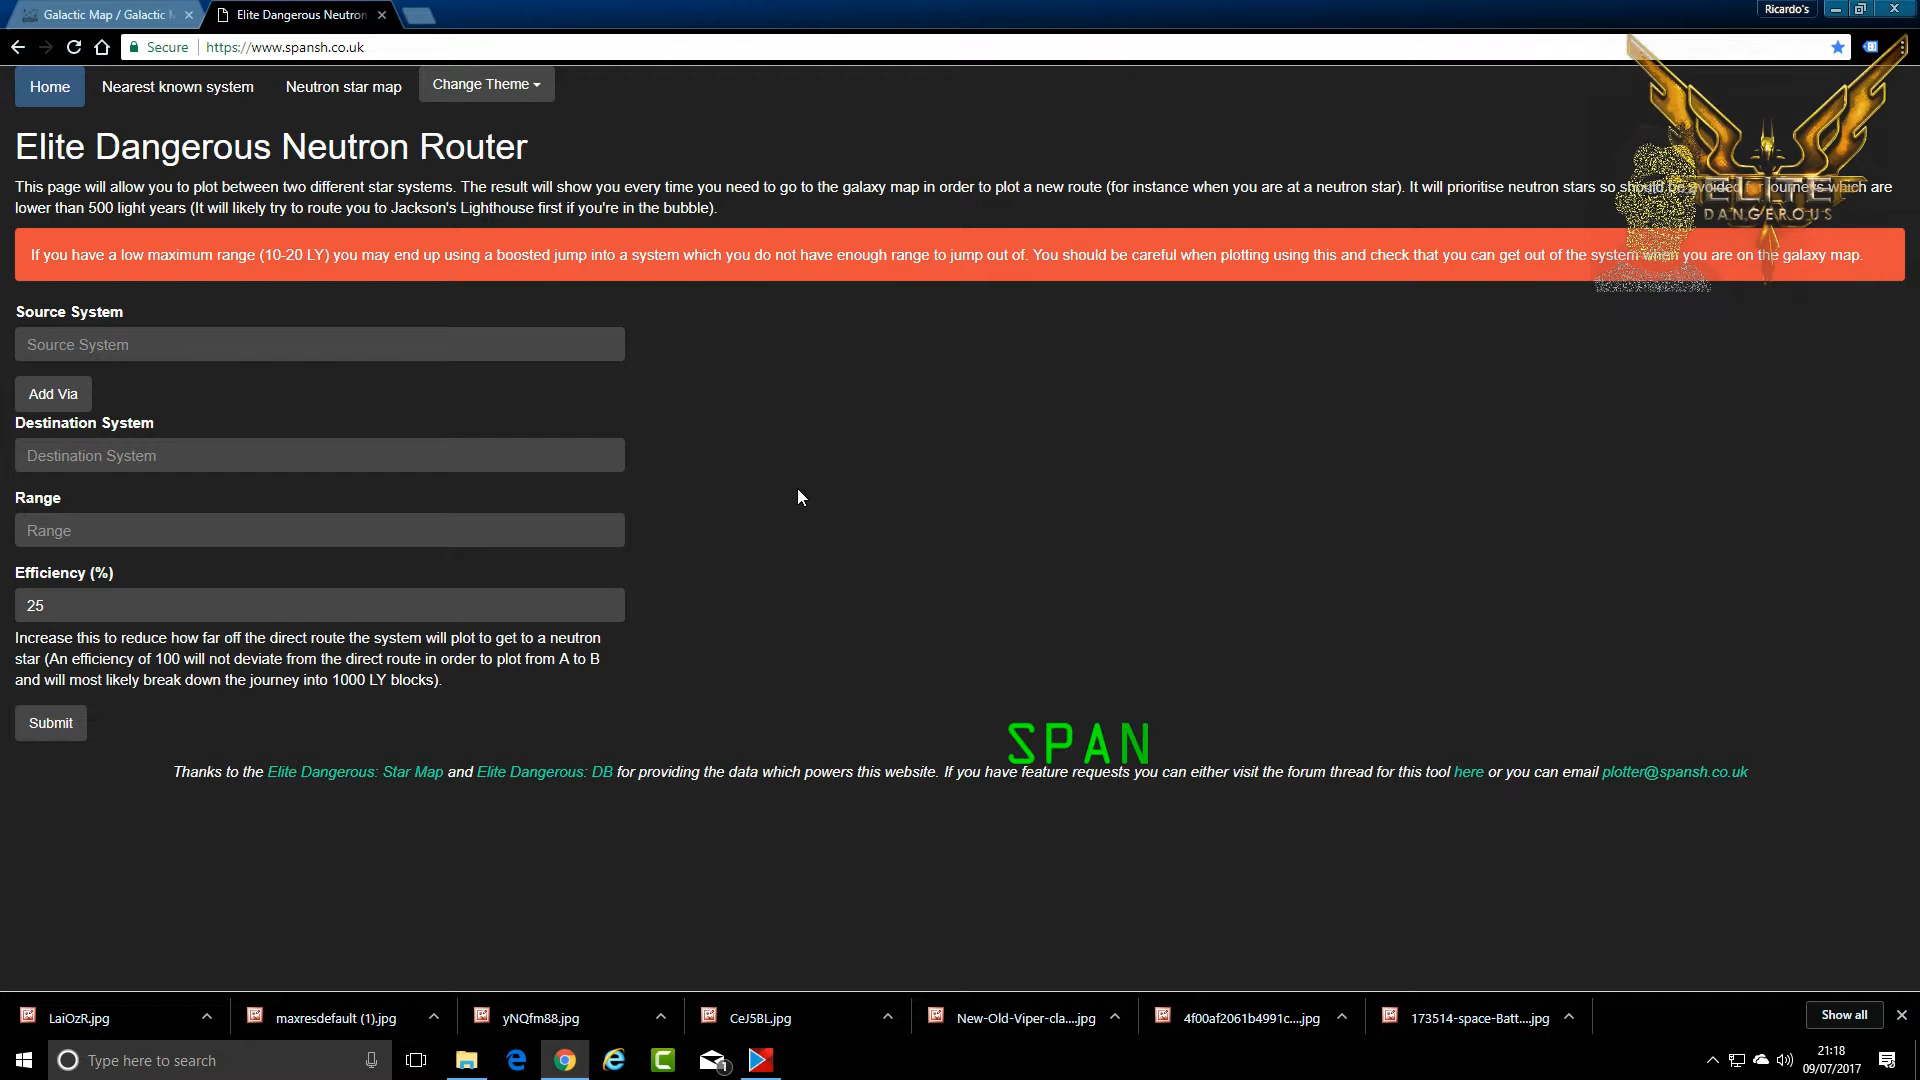 Galactic Map / Galactic
Elite Dangerous Neutron
Ricardo's
Secure
https://www.spansh.co.uk
Home
Nearest known system
Neutron star map
Change Theme
Elite Dangerous Neutron Router
This page will allow you to plot between two different star systems. The result will show you every time you need to go to the galaxy map in order to plot a new route (for instance when you are at a neutron star). It will prioritise neutron stars so should be avoided for journeys which are
lower than 500 light years (It will likely try to route you to Jackson's Lighthouse first if you're in the bubble).
ELITE
DANGEROUS
If you have a low maximum range (10-20 LY) you may end up using a boosted jump into a system which you do not have enough range to jump out of. You should be careful when plotting using this and check that you can get out of the system when you are on the galaxy map.
Source System
Source System
Add Via
Destination System
Destination System
Range
Range
Efficiency (%)
25
Increase this to reduce how far off the direct route the system will plot to get to a neutron
star (An efficiency of 100 will not deviate from the direct route in order to plot from A to B
and will most likely break down the journey into 1000 LY blocks).
Submit
SPAN
Thanks to the Elite Dangerous: Star Map and Elite Dangerous: DB for providing the data which powers this website. If you have feature requests you can either visit the forum thread for this tool here or you can email plotter@spansh.co.uk
LaiOzR.jpg
maxresdefault (1).jpg
yNQfm88.jpg
CeJ5BL.jpg
New-Old-Viper-cla....jpg
4f00af2061b4991c....jpg
173514-space-Batt....jpg
Show all
Type here to search
1
21:18
09/07/2017